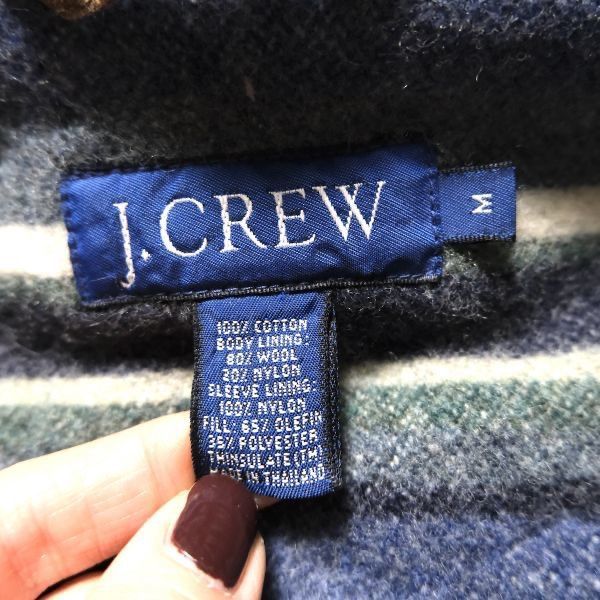 J.CREW
M
100% COTTON
BODY LINING:
80% WOOL
20% NYLON
SLEEVE LINING:
100% NYLON
FILL: 65% OLEFIN
35% POLYESTER
THINSULATE(TM)
MADE IN THAILAND